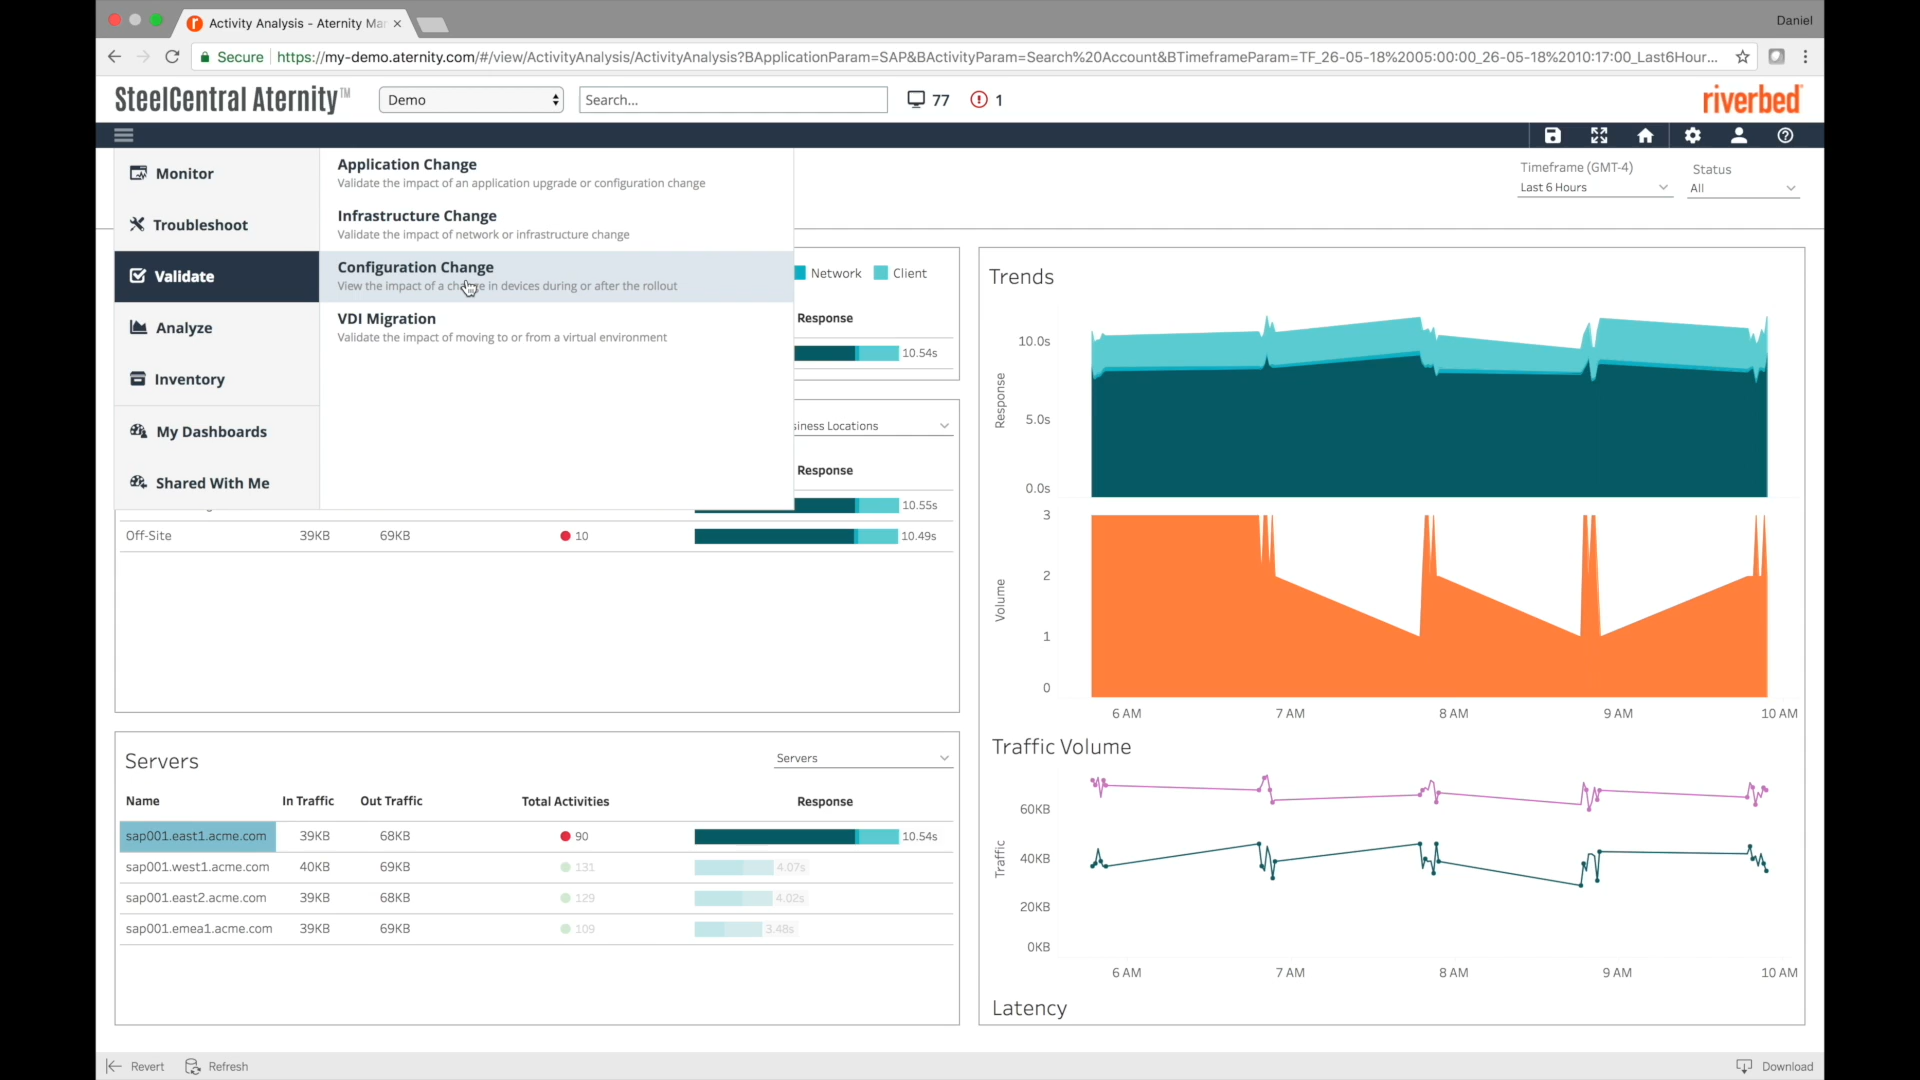 Activity Analysis - Aternity Mar
Daniel
Secure
https://my-demo.aternity.com/#/view/ActivityAnalysis/ActivityAnalysis?BApplicationParam=SAP&BActivityParam=Search%20Account&BTimeframeParam=TF_26-05-18%2005:00:00_26-05-18%2010:17:00_Last6Hour...
SteelCentral Aternity™
Demo
Search...
77
1
riverbed
Monitor
Troubleshoot
Validate
Analyze
Inventory
My Dashboards
Shared With Me
Application Change
Validate the impact of an application upgrade or configuration change
Infrastructure Change
Validate the impact of network or infrastructure change
Configuration Change
View the impact of a change in devices during or after the rollout
VDI Migration
Validate the impact of moving to or from a virtual environment
Timeframe (GMT-4)
Last 6 Hours
Status
All
Network
Client
Response
10.54s
siness Locations
Response
10.55s
Off-Site 39KB 69KB 10 10.49s
Servers
Servers
Name In Traffic Out Traffic Total Activities Response
sap001.east1.acme.com 39KB 68KB 90 10.54s
sap001.west1.acme.com 40KB 69KB 131 4.07s
sap001.east2.acme.com 39KB 68KB 129 4.02s
sap001.emea1.acme.com 39KB 69KB 109 3.48s
Trends
Response
10.0s
5.0s
0.0s
Volume
3
2
1
0
6 AM 7 AM 8 AM 9 AM 10 AM
Traffic Volume
Traffic
60KB
40KB
20KB
0KB
6 AM 7 AM 8 AM 9 AM 10 AM
Latency
Revert
Refresh
Download